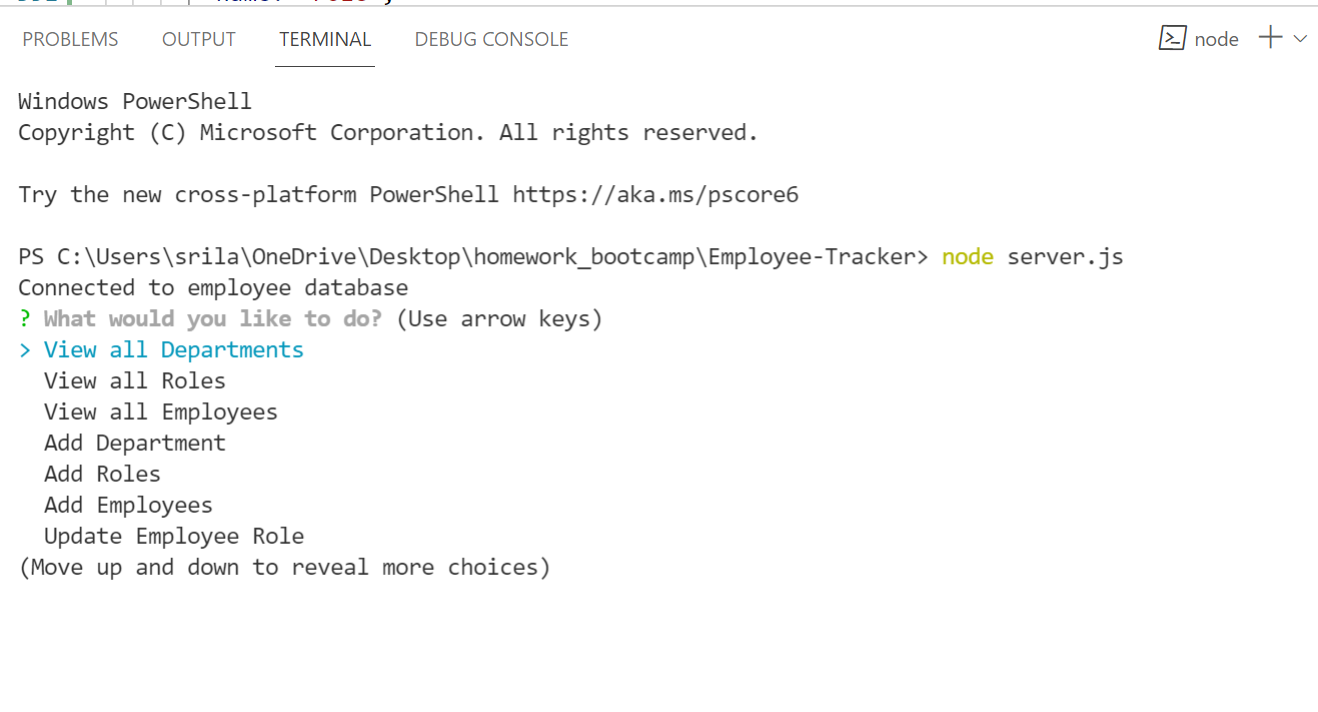 PROBLEMS OUTPUT TERMINAL DEBUG CONSOLE node
Windows PowerShell
Copyright (C) Microsoft Corporation. All rights reserved.
Try the new cross-platform PowerShell https://aka.ms/pscore6
PS C:\Users\srila\OneDrive\Desktop\homework_bootcamp\Employee-Tracker> node server.js
Connected to employee database
? What would you like to do? (Use arrow keys)
> View all Departments
View all Roles
View all Employees
Add Department
Add Roles
Add Employees
Update Employee Role
(Move up and down to reveal more choices)